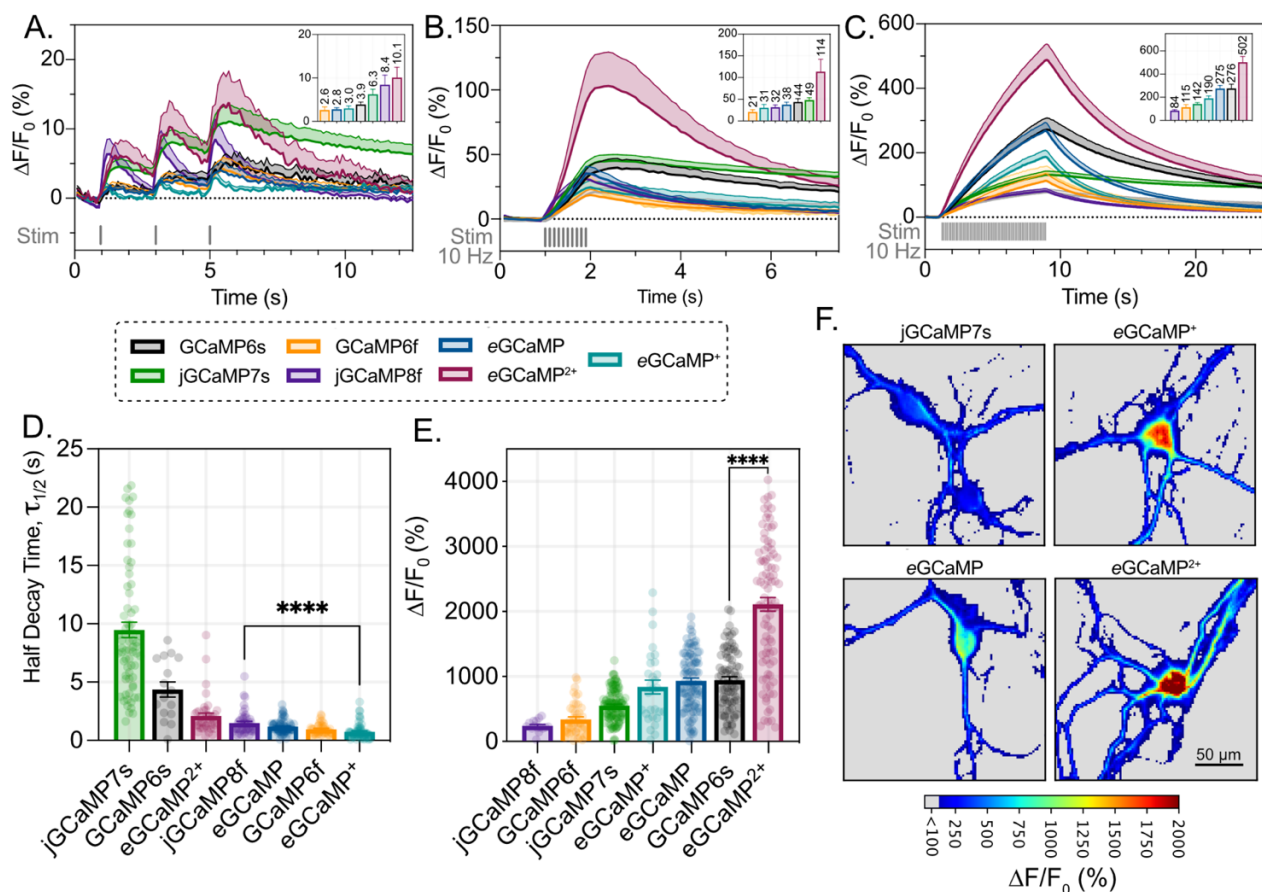 A.
ΔF/F0 (%)
25
20
10
0
20
10
0
2.6
2.8
3.0
3.9
6.3
8.4
10.1
Stim
0
5
10
Time (s)
B.
ΔF/F0 (%)
150
100
50
0
200
150
100
50
0
21
31
32
38
44
49
114
Stim
10 Hz
0
2
4
6
Time (s)
C.
ΔF/F0 (%)
600
500
400
300
200
100
0
600
400
200
0
84
115
142
190
275
276
502
Stim
10 Hz
0
10
20
Time (s)
GCaMP6s
GCaMP6f
eGCaMP
eGCaMP+
jGCaMP7s
jGCaMP8f
eGCaMP2+
D.
Half Decay Time, τ1/2 (s)
25
20
15
10
5
0
****
jGCaMP7s
GCaMP6s
eGCaMP2+
jGCaMP8f
eGCaMP
GCaMP6f
eGCaMP+
E.
ΔF/F0 (%)
4000
3000
2000
1000
0
****
jGCaMP8f
GCaMP6f
jGCaMP7s
eGCaMP+
eGCaMP
GCaMP6s
eGCaMP2+
F.
jGCaMP7s
eGCaMP+
eGCaMP
eGCaMP2+
50 μm
<100
250
500
750
1000
1250
1500
1750
2000
ΔF/F0 (%)